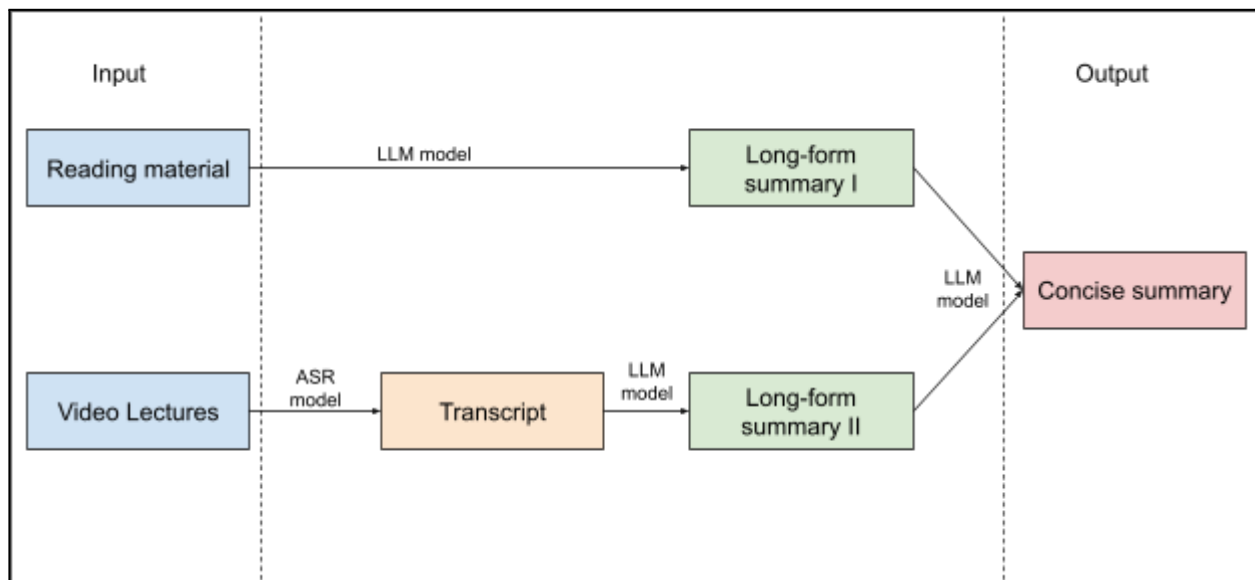 Input
Output
Reading material
LLM model
Long-form
summary I
LLM
model
Concise summary
Video Lectures
ASR
model
Transcript
LLM
model
Long-form
summary II